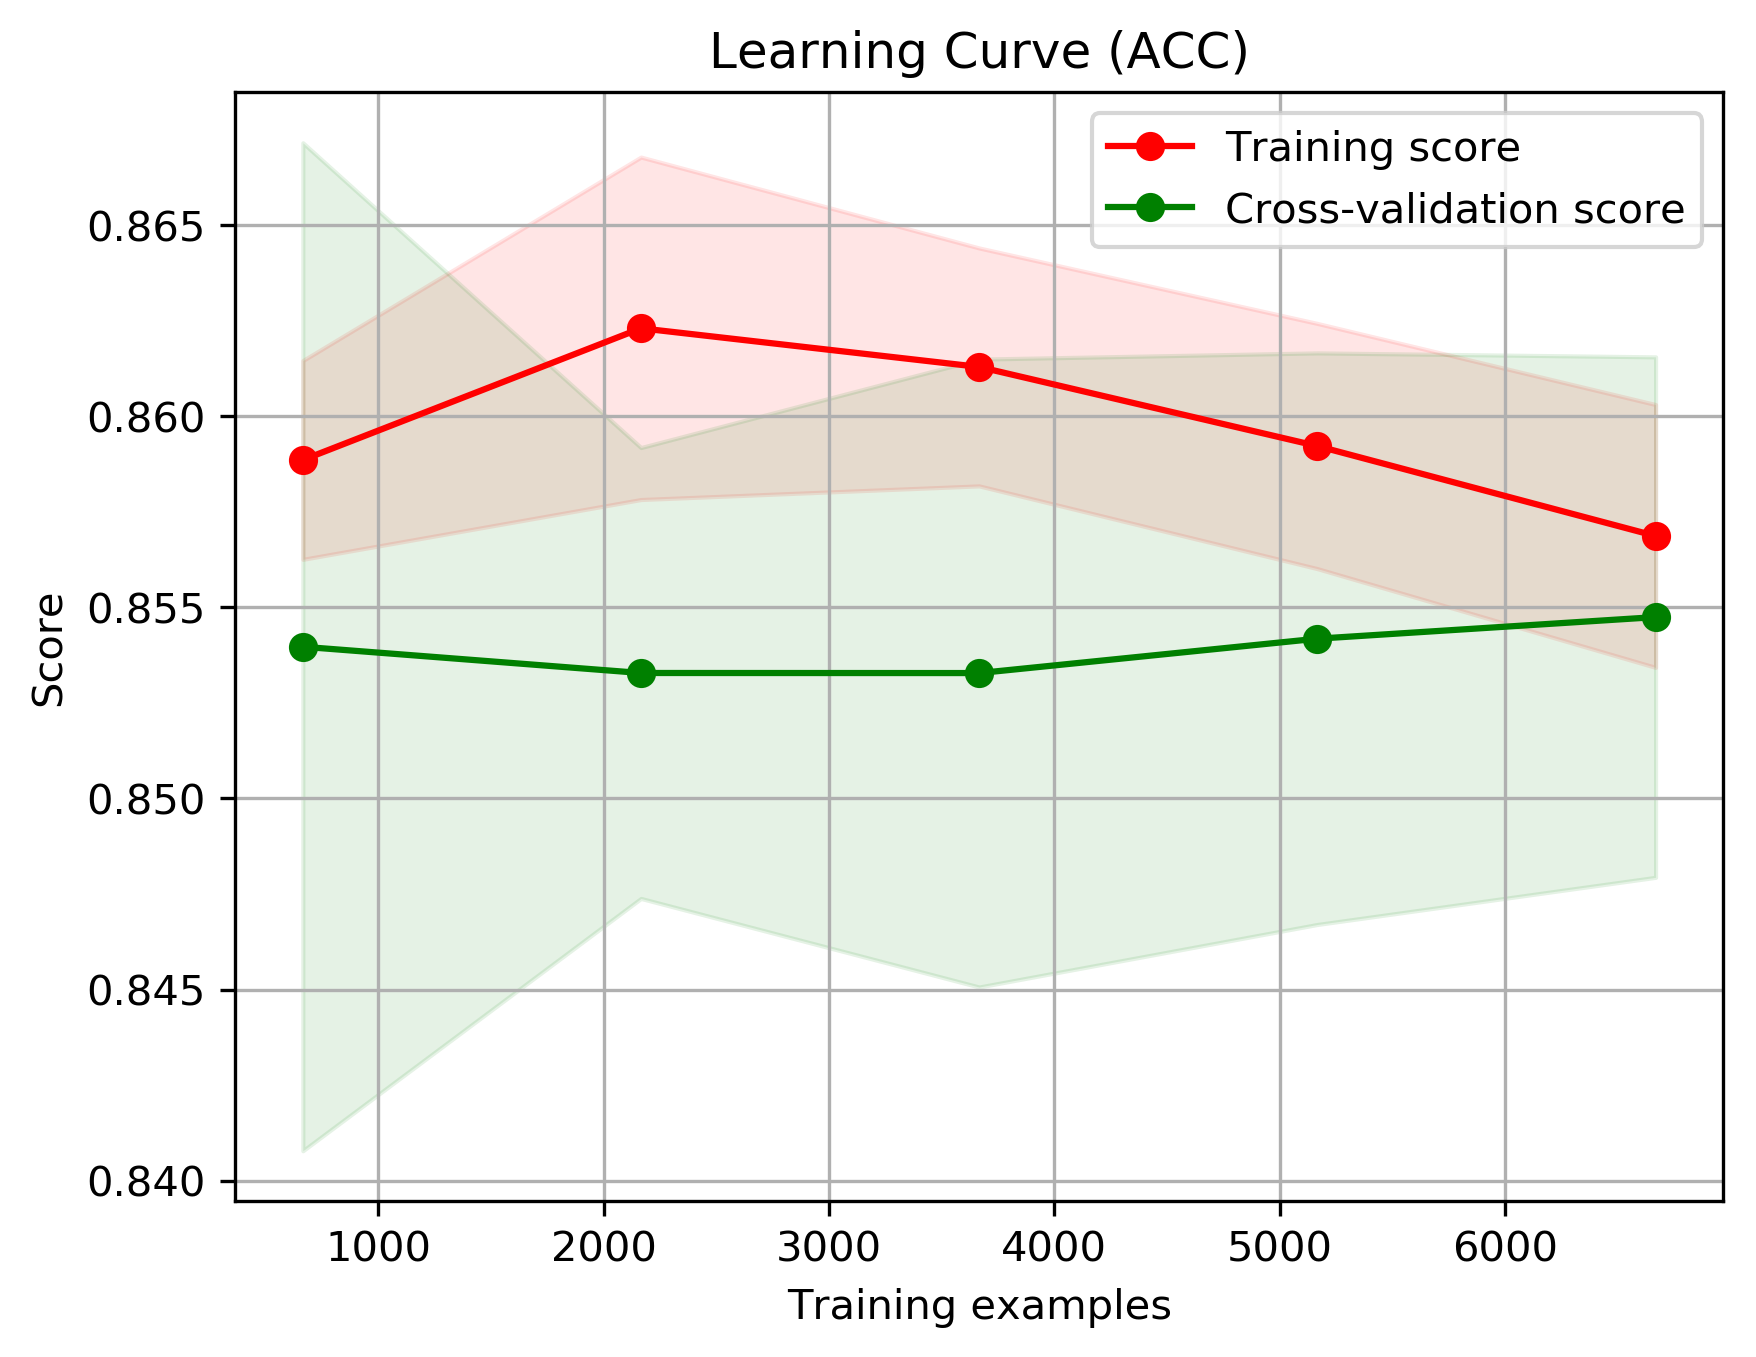 Learning Curve (ACC)
Training score
Cross-validation score
0.865
0.860
0.855
0.850
0.845
0.840
Score
1000 2000 3000 4000 5000 6000
Training examples